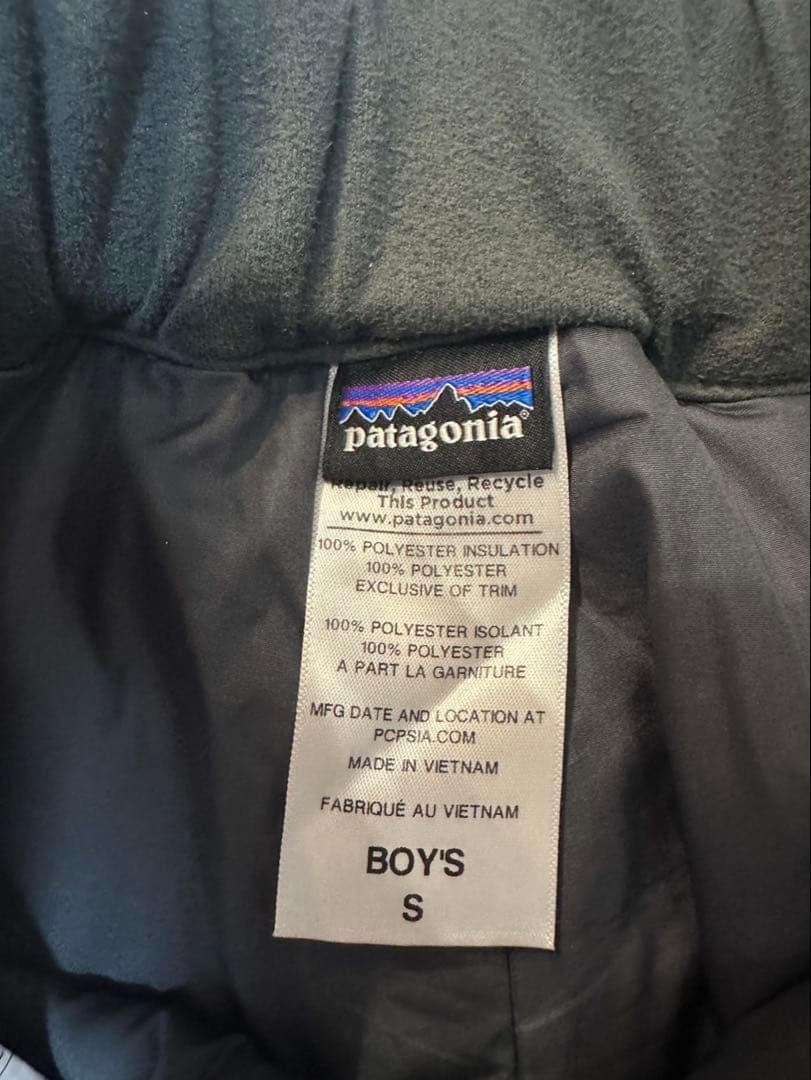 patagonia®
Repair, Reuse, Recycle
This Product
www.patagonia.com
100% POLYESTER INSULATION
100% POLYESTER
EXCLUSIVE OF TRIM
100% POLYESTER ISOLANT
100% POLYESTER
A PART LA GARNITURE
MFG DATE AND LOCATION AT
PCPSIA.COM
MADE IN VIETNAM
FABRIQUÉ AU VIETNAM
BOY'S
S